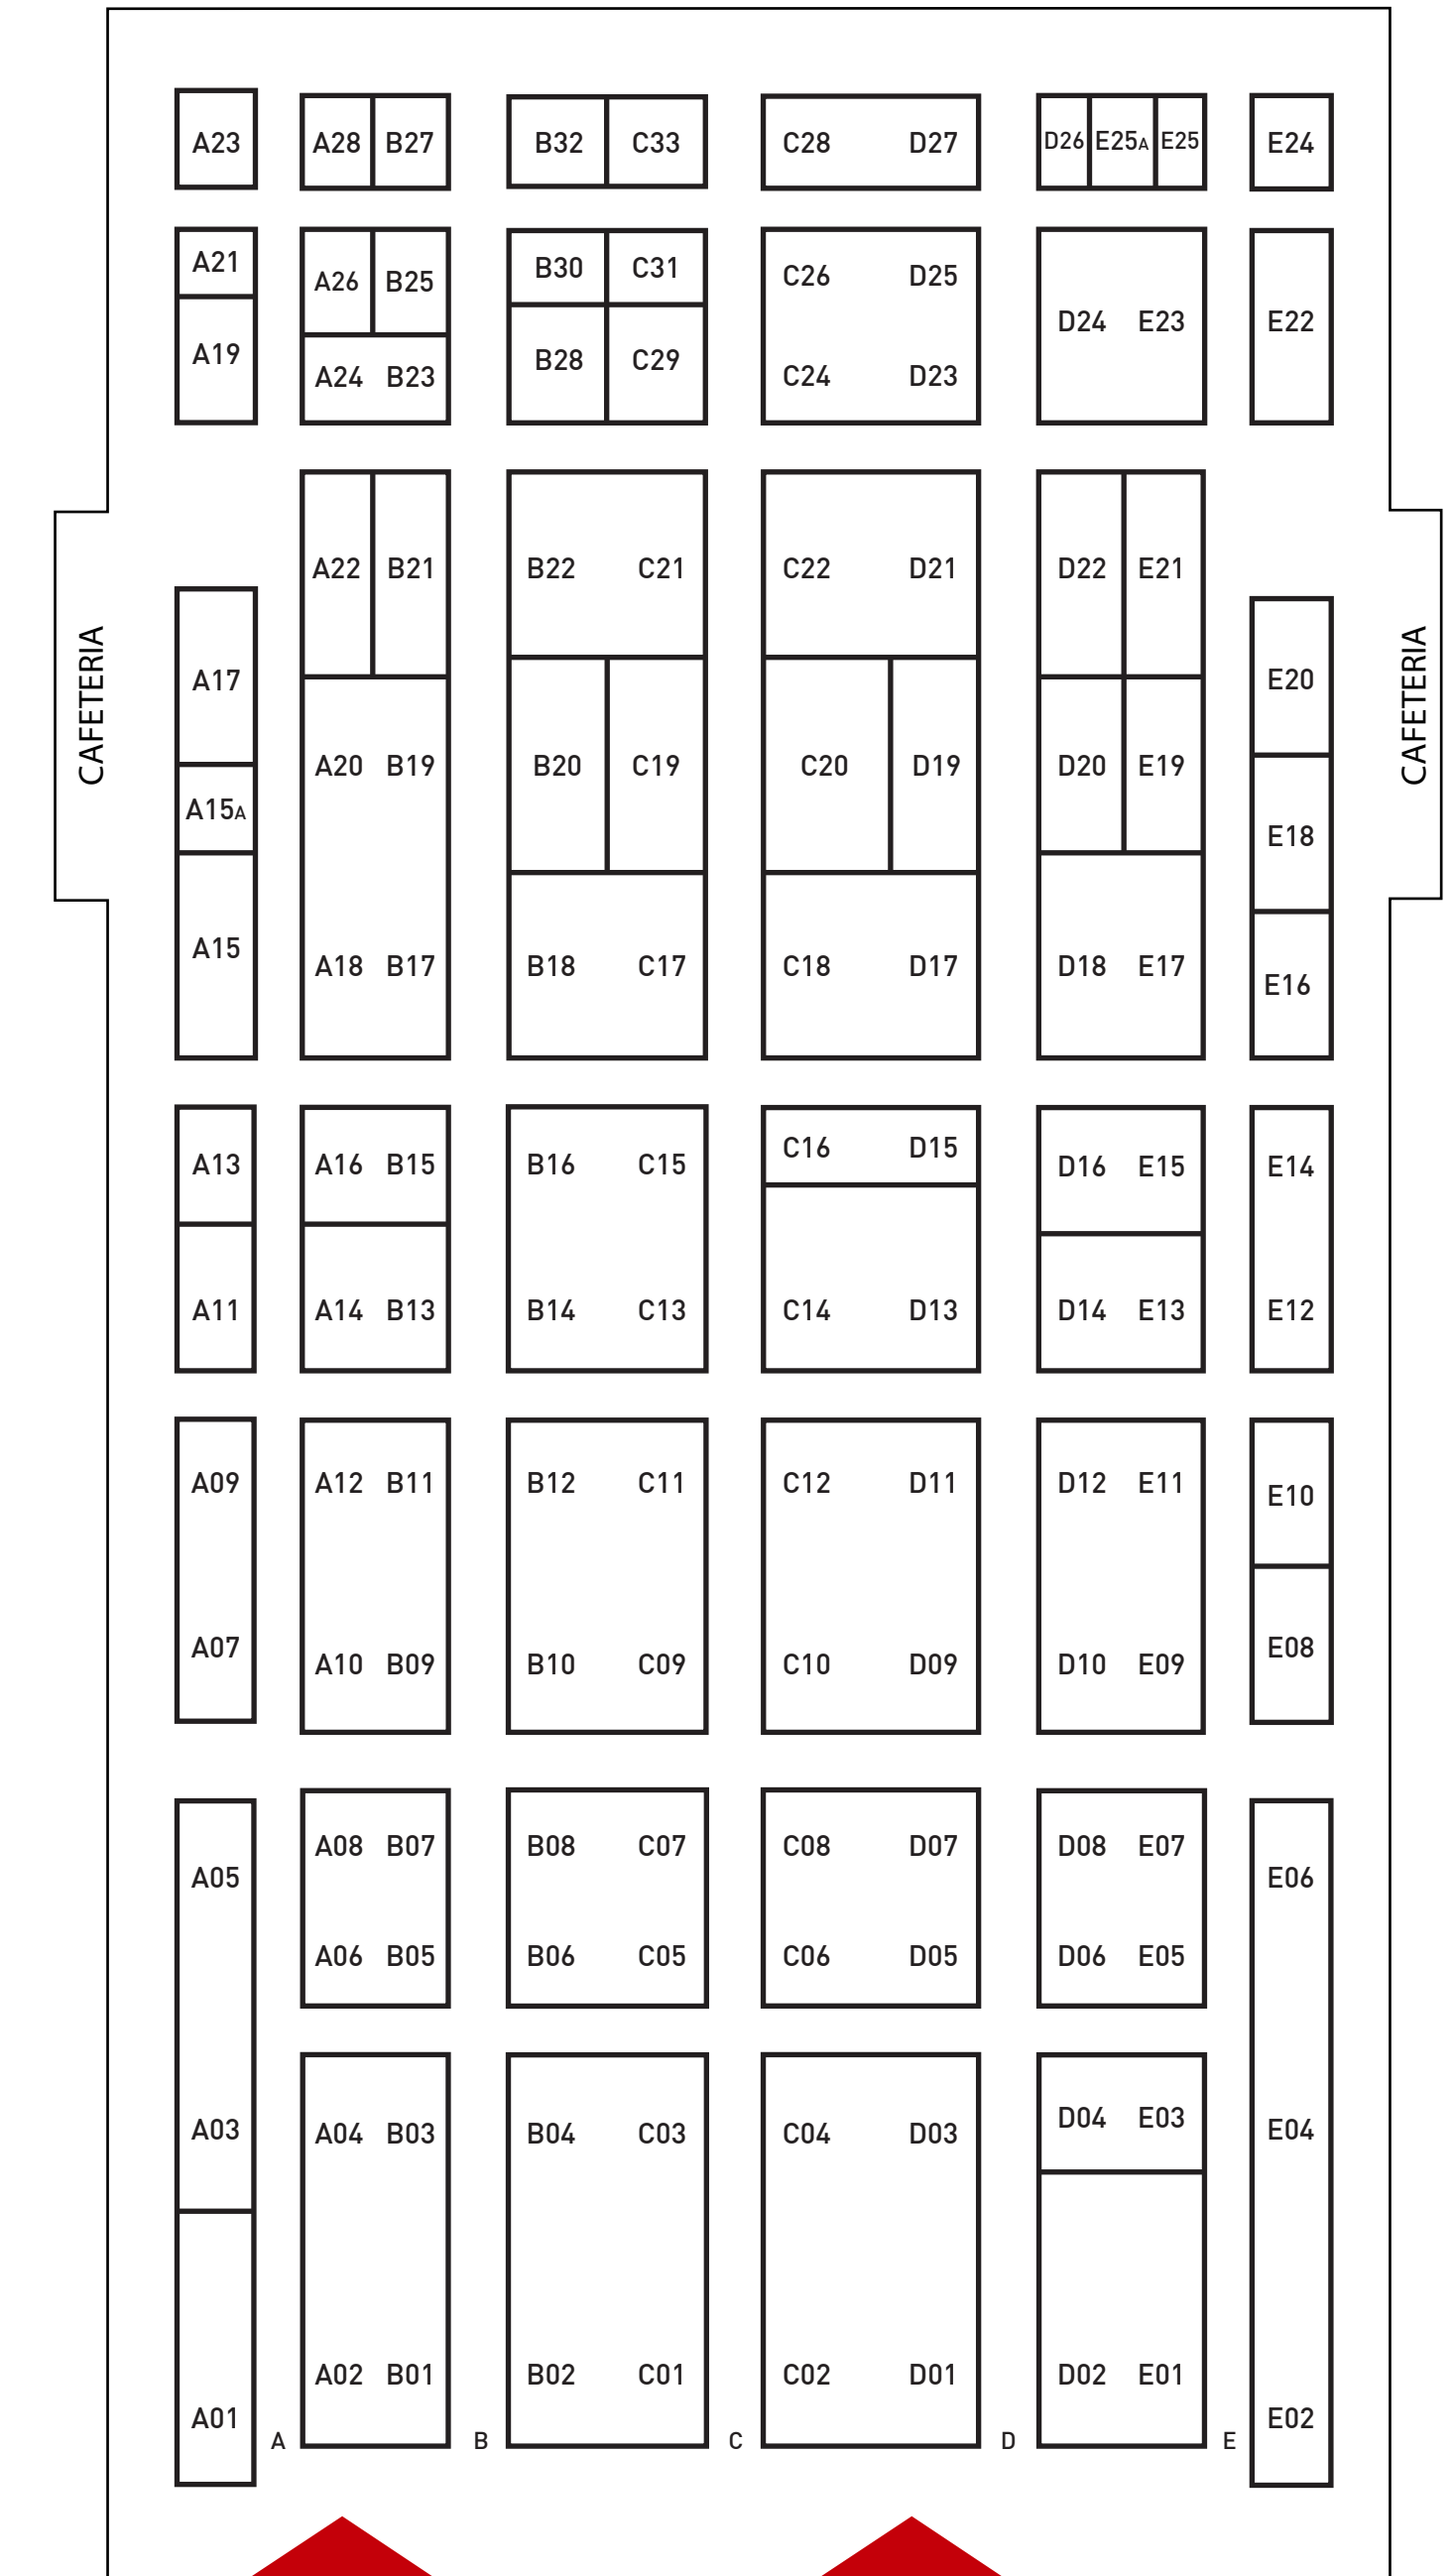 A23 A28 B27 B32 C33 C28 D27 D26 E25A E25 E24
A21 A26 B25 B30 C31 C26 D25 D24 E23 E22
A19 A24 B23 B28 C29 C24 D23
A22 B21 B22 C21 C22 D21 D22 E21
CAFETERIA
A17 E20
CAFETERIA
A20 B19 B20 C19 C20 D19 D20 E19
A15A E18
A15 A18 B17 B18 C17 C18 D17 D18 E17 E16
A13 A16 B15 B16 C15 C16 D15 D16 E15 E14
A11 A14 B13 B14 C13 C14 D13 D14 E13 E12
A09 A12 B11 B12 C11 C12 D11 D12 E11 E10
A07 A10 B09 B10 C09 C10 D09 D10 E09 E08
A05 A08 B07 B08 C07 C08 D07 D08 E07 E06
A06 B05 B06 C05 C06 D05 D06 E05
A03 A04 B03 B04 C03 C04 D03 D04 E03 E04
A02 B01 B02 C01 C02 D01 D02 E01
A01 E02
A B C D E